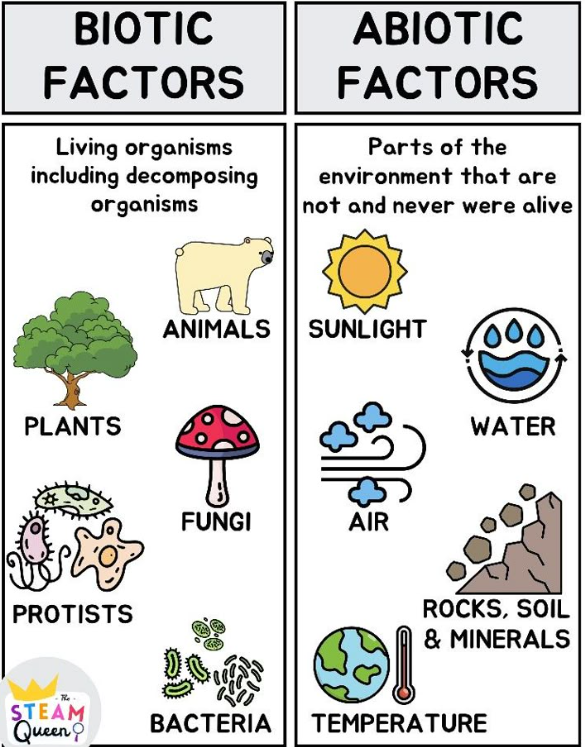 BIOTIC
FACTORS
Living organisms
including decomposing
organisms
ANIMALS
PLANTS
FUNGI
PROTISTS
BACTERIA
The
STEAM
Queen
ABIOTIC
FACTORS
Parts of the
environment that are
not and never were alive
SUNLIGHT
WATER
AIR
ROCKS, SOIL
& MINERALS
TEMPERATURE